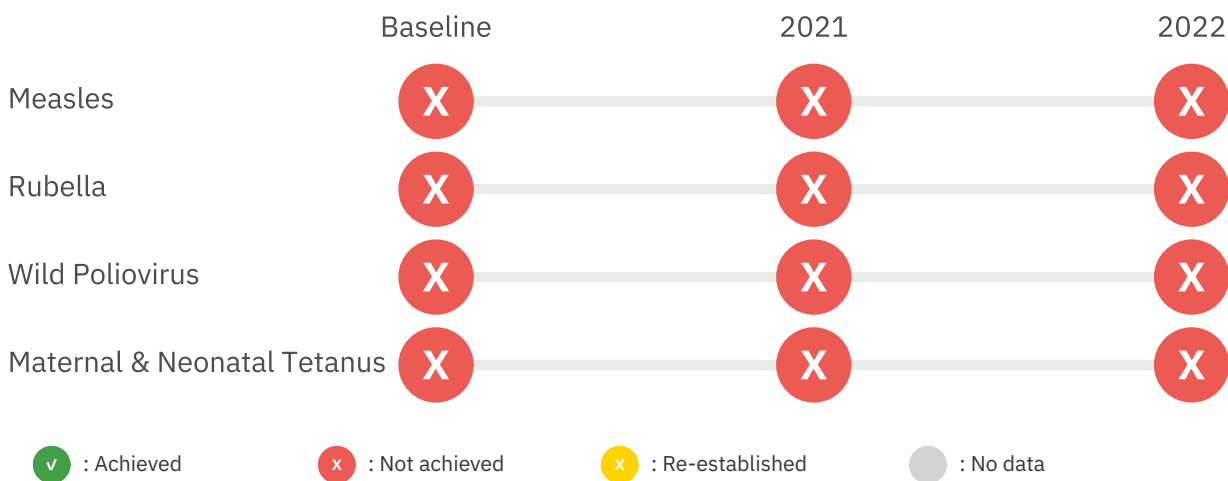 Baseline 2021 2022
Measles X X X
Rubella X X X
Wild Poliovirus X X X
Maternal & Neonatal Tetanus X X X
√ : Achieved X : Not achieved X : Re-established : No data